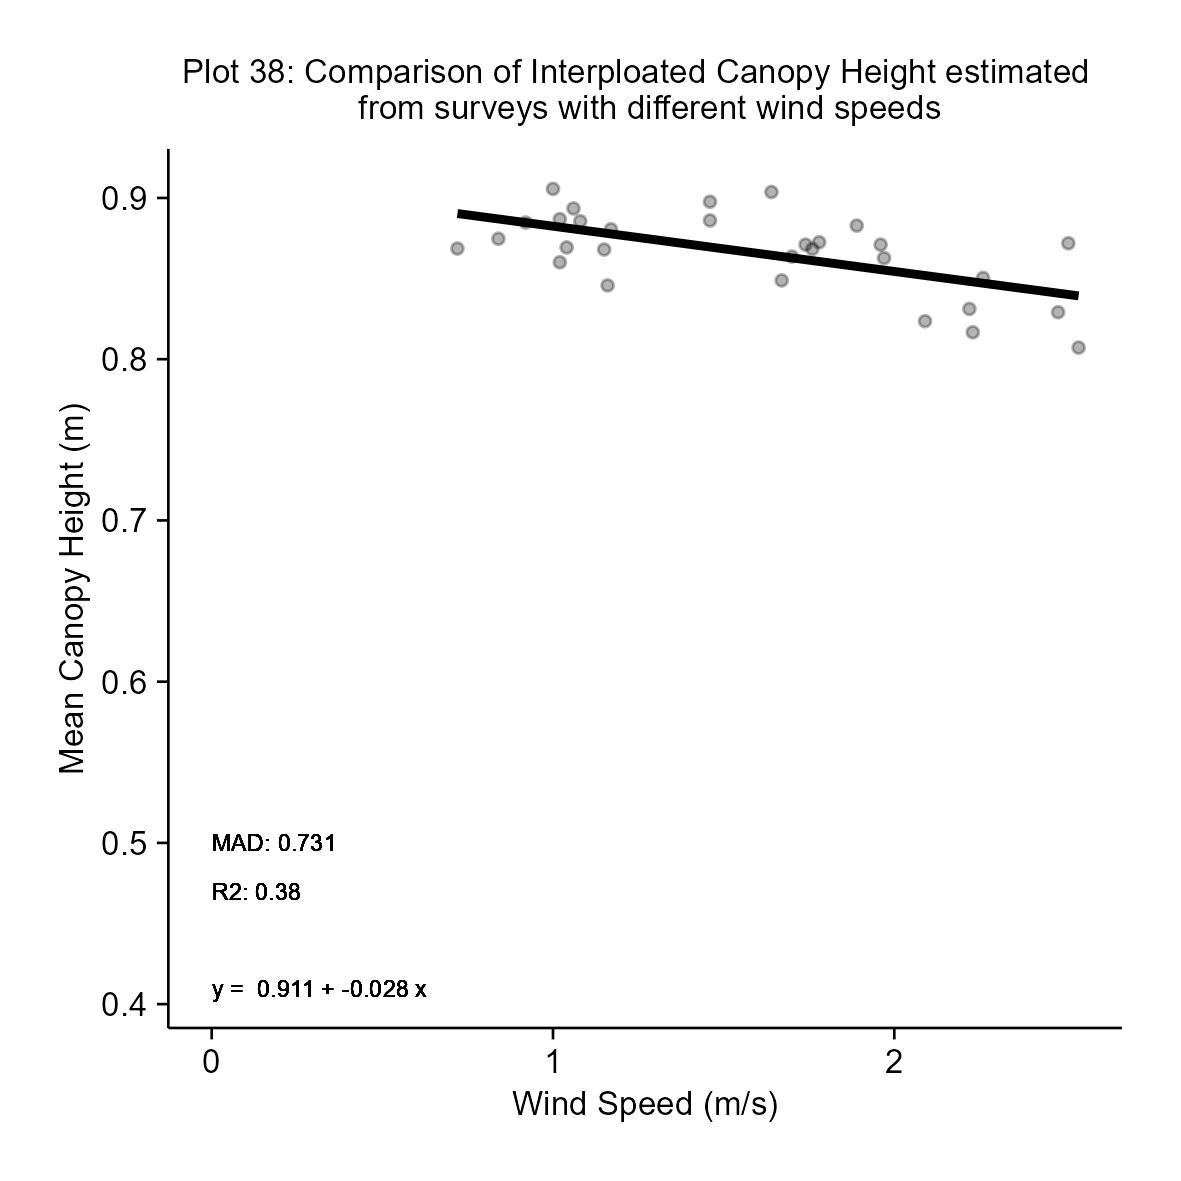 Plot 38: Comparison of Interploated Canopy Height estimated
from surveys with different wind speeds
Mean Canopy Height (m)
0.9
0.8
0.7
0.6
0.5
0.4
MAD: 0.731
R2: 0.38
y =  0.911 + -0.028 x
0 1 2
Wind Speed (m/s)